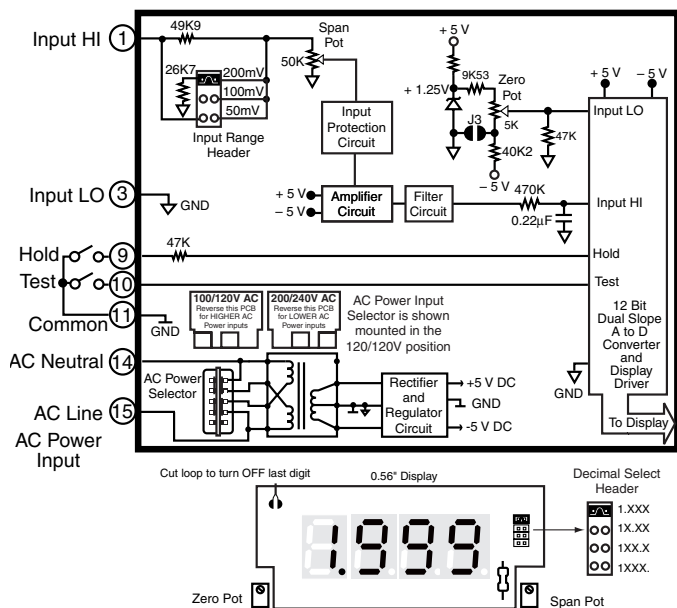 Input HI 1
49K9
Span
Pot
50K
26K7
200mV
100mV
50mV
Input Range
Header
Input
Protection
Circuit
+ 5 V
+ 1.25V
9K53
Zero
Pot
5K
J3
40K2
– 5 V
47K
+ 5 V – 5 V
Input LO
Input LO 3
GND
+ 5 V
– 5 V
Amplifier
Circuit
Filter
Circuit
470K
0.22µF
Input HI
Hold 9
47K
Hold
Test 10
Test
Common 11
GND
100/120V AC
Reverse this PCB
for HIGHER AC
Power inputs
200/240V AC
Reverse this PCB
for LOWER AC
Power inputs
AC Power Input
Selector is shown
mounted in the
120/120V position
12 Bit
Dual Slope
A to D
Converter
and
Display
Driver
GND
To Display
AC Neutral 14
AC Power
Selector
AC Line 15
AC Power
Input
Rectifier
and
Regulator
Circuit
+5 V DC
GND
-5 V DC
Cut loop to turn OFF last digit
0.56" Display
Decimal Select
Header
1.XXX
1X.XX
1XX.X
1XXX.
1.999
Zero Pot
Span Pot